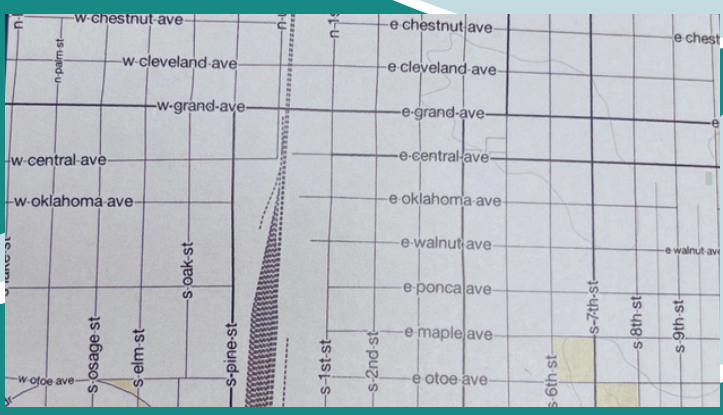 w·chestnut·ave
e·chestnut·ave
e chest
n·palm·st
w·cleveland·ave
e cleveland·ave
w·grand·ave
e·grand·ave
e
w central·ave
e·central·ave
w oklahoma·ave
e oklahoma·ave
e walnut·ave
e walnut·av
e ponca·ave
e maple·ave
w·otoe ave
e otoe·ave
s·osage·st
s·elm·st
s·oak·st
s·pine·st
s·1st·st
s·2nd·st
s·6th·st
s·7th·st
s·8th·st
s·9th·st